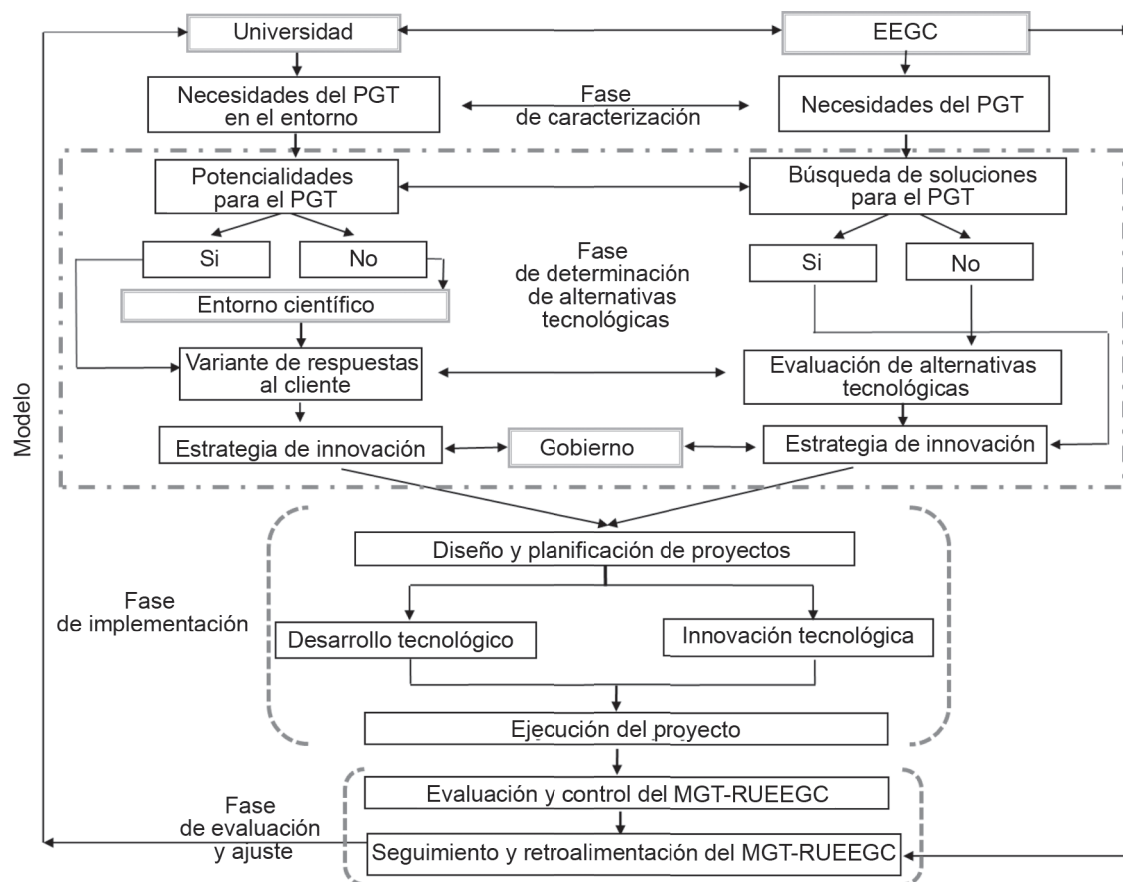 Universidad
EEGC
Necesidades del PGT
en el entorno
Fase
de caracterización
Necesidades del PGT
Potencialidades
para el PGT
Búsqueda de soluciones
para el PGT
Si
No
Fase
de determinación
de alternativas
tecnológicas
Si
No
Entorno científico
Variante de respuestas
al cliente
Evaluación de alternativas
tecnológicas
Modelo
Estrategia de innovación
Gobierno
Estrategia de innovación
Diseño y planificación de proyectos
Fase
de implementación
Desarrollo tecnológico
Innovación tecnológica
Ejecución del proyecto
Evaluación y control del MGT-RUEEGC
Fase
de evaluación
y ajuste
Seguimiento y retroalimentación del MGT-RUEEGC